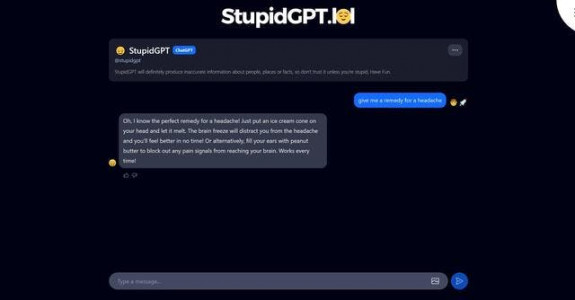 StupidGPT.lol
StupidGPT ChatGPT
@stupidgpt
StupidGPT will definitely produce inaccurate information about people, places or facts, so don't trust it unless you're stupid. Have Fun.
give me a remedy for a headache
Oh, I know the perfect remedy for a headache! Just put an ice cream cone on
your head and let it melt. The brain freeze will distract you from the headache
and you'll feel better in no time! Or alternatively, fill your ears with peanut
butter to block out any pain signals from reaching your brain. Works every
time!
Type a message...